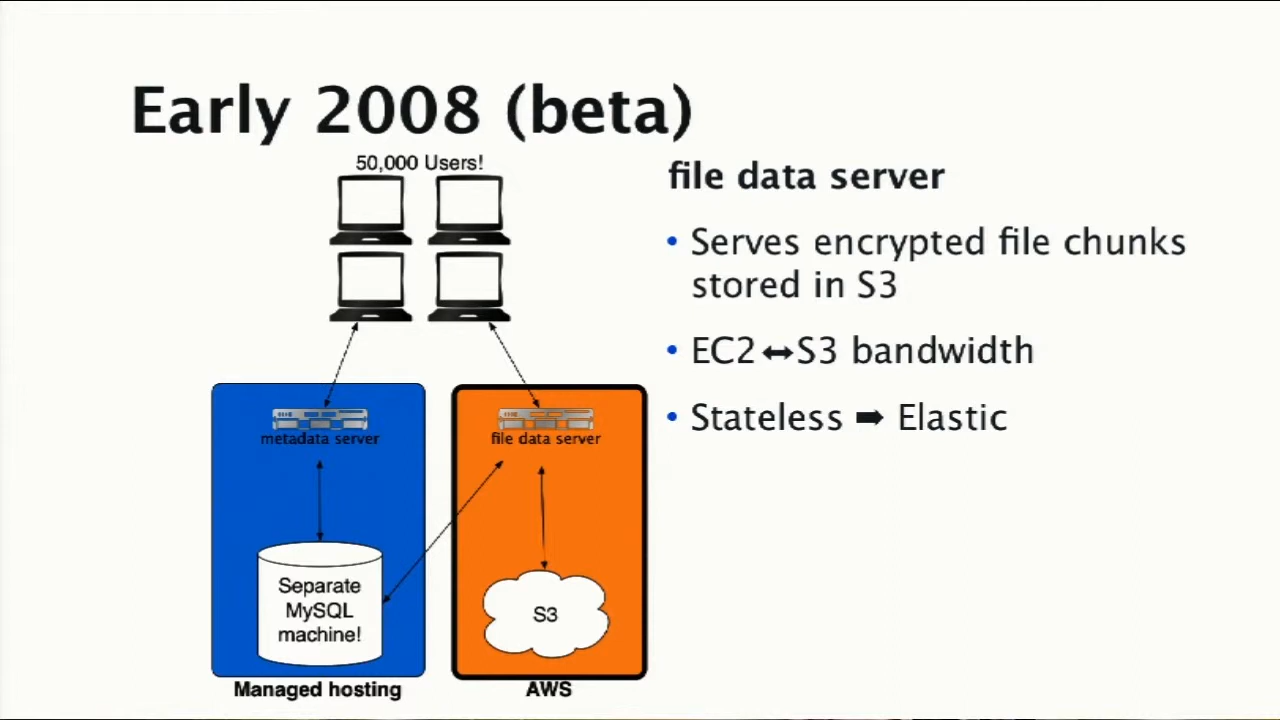 Early 2008 (beta)
50,000 Users!
metadata server
file data server
Separate
MySQL
machine!
S3
Managed hosting
AWS
file data server
• Serves encrypted file chunks
stored in S3
• EC2↔S3 bandwidth
• Stateless ➡ Elastic